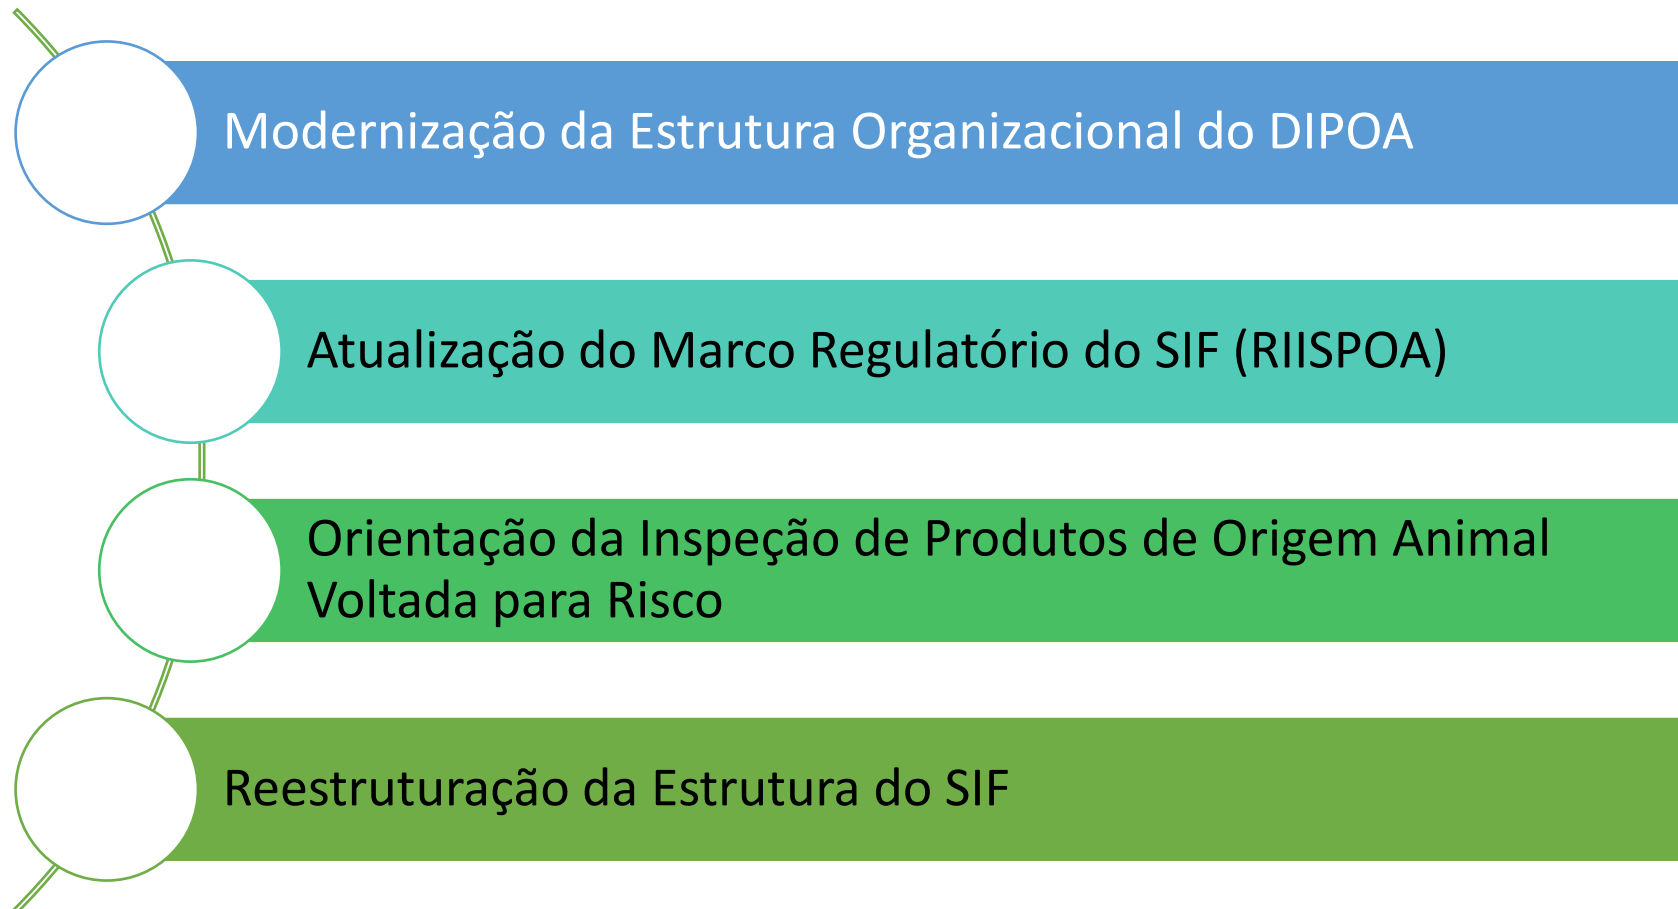 Modernização da Estrutura Organizacional do DIPOA
Atualização do Marco Regulatório do SIF (RIISPOA)
Orientação da Inspeção de Produtos de Origem Animal
Voltada para Risco
Reestruturação da Estrutura do SIF